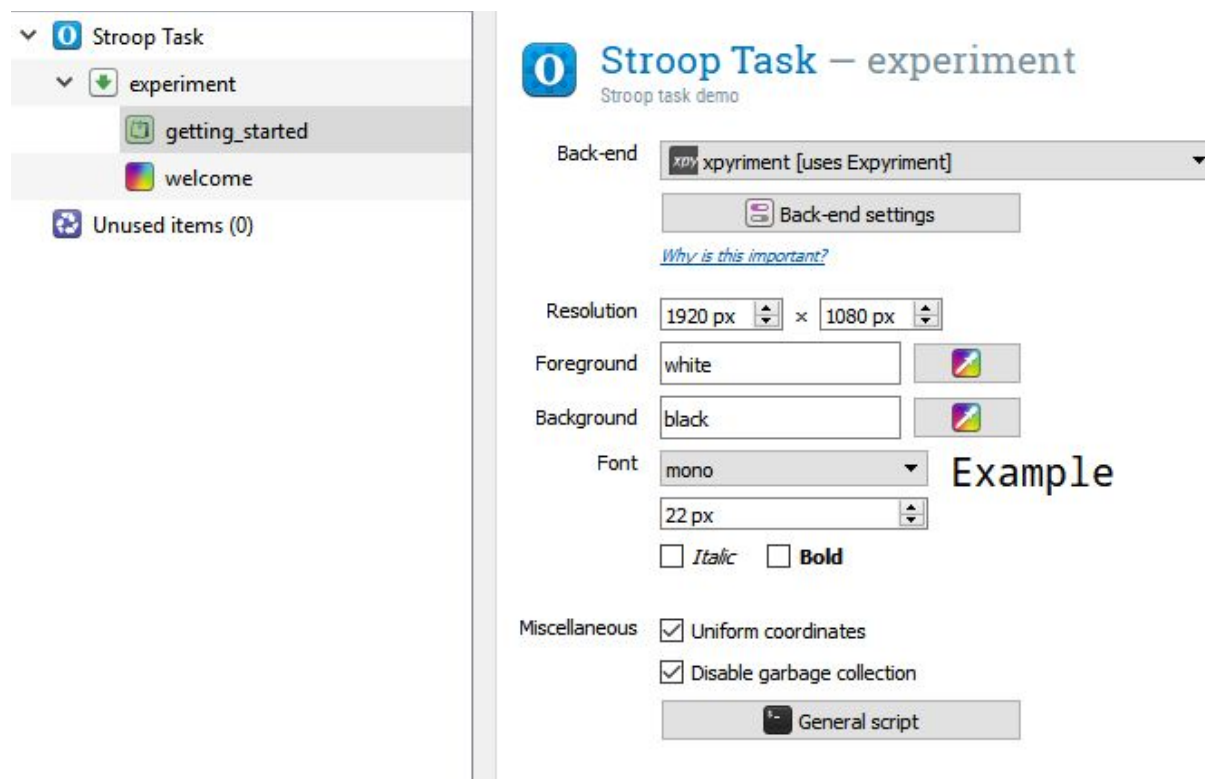 Stroop Task
experiment
getting_started
welcome
Unused items (0)
Stroop Task – experiment
Stroop task demo
Back-end
xpy xpyriment [uses Expyriment]
Back-end settings
Why is this important?
Resolution 1920 px × 1080 px
Foreground white
Background black
Font mono Example
22 px
Italic Bold
Miscellaneous Uniform coordinates
Disable garbage collection
General script